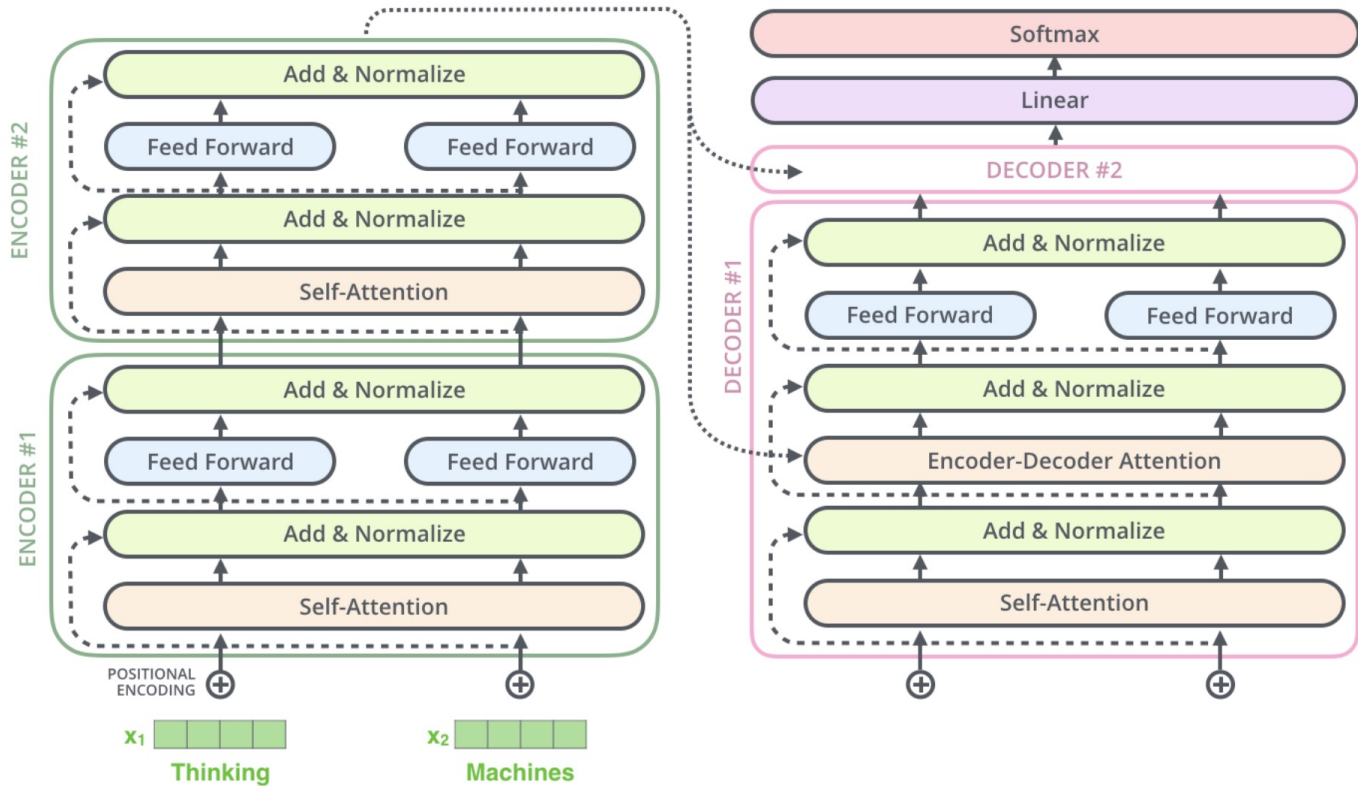 ENCODER #2
Add & Normalize
Feed Forward
Feed Forward
Add & Normalize
Self-Attention
ENCODER #1
Add & Normalize
Feed Forward
Feed Forward
Add & Normalize
Self-Attention
POSITIONAL
ENCODING
x₁
x₂
Thinking
Machines
Softmax
Linear
DECODER #2
DECODER #1
Add & Normalize
Feed Forward
Feed Forward
Add & Normalize
Encoder-Decoder Attention
Add & Normalize
Self-Attention